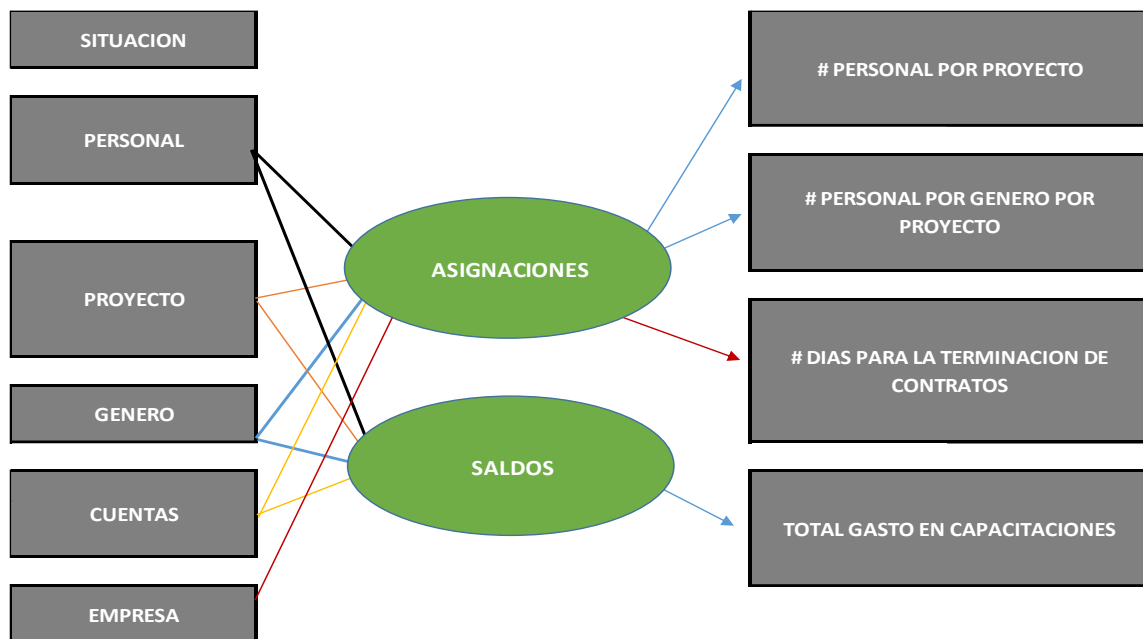 SITUACION
PERSONAL
PROYECTO
GENERO
CUENTAS
EMPRESA
ASIGNACIONES
SALDOS
# PERSONAL POR PROYECTO
# PERSONAL POR GENERO POR
PROYECTO
# DIAS PARA LA TERMINACION DE
CONTRATOS
TOTAL GASTO EN CAPACITACIONES